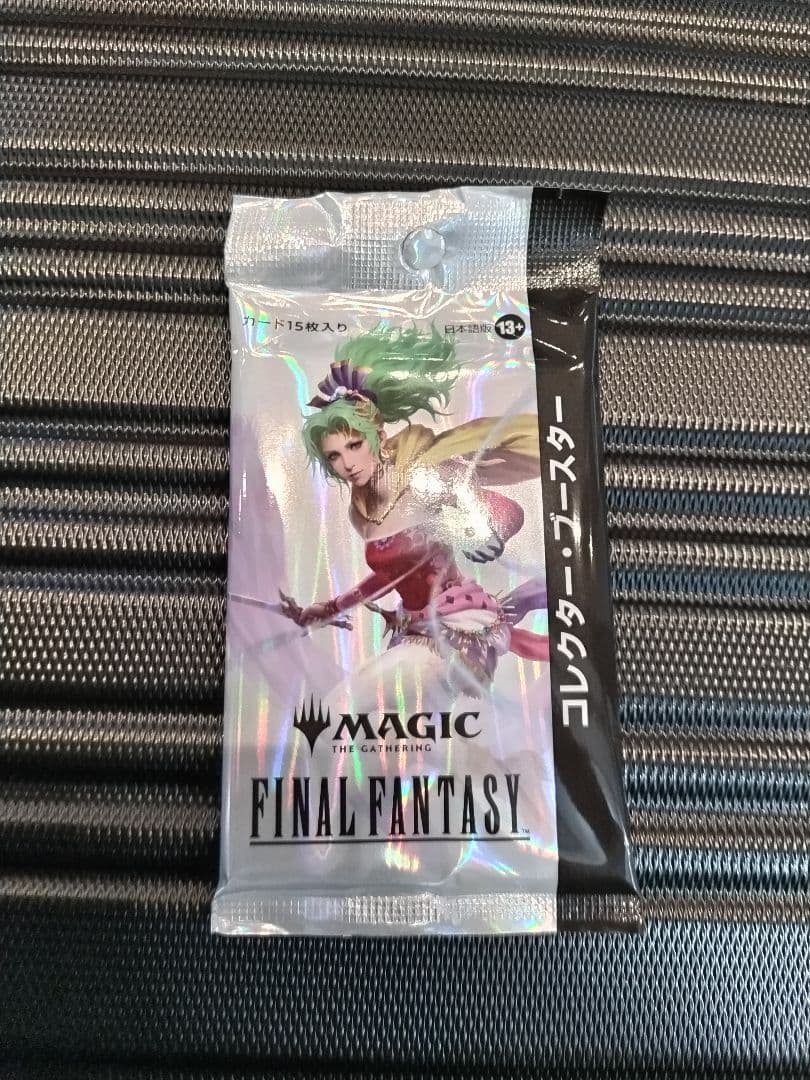 カード15枚入り
日本語版 13+
コレクター・ブースター
MAGIC
THE GATHERING
FINAL FANTASY™